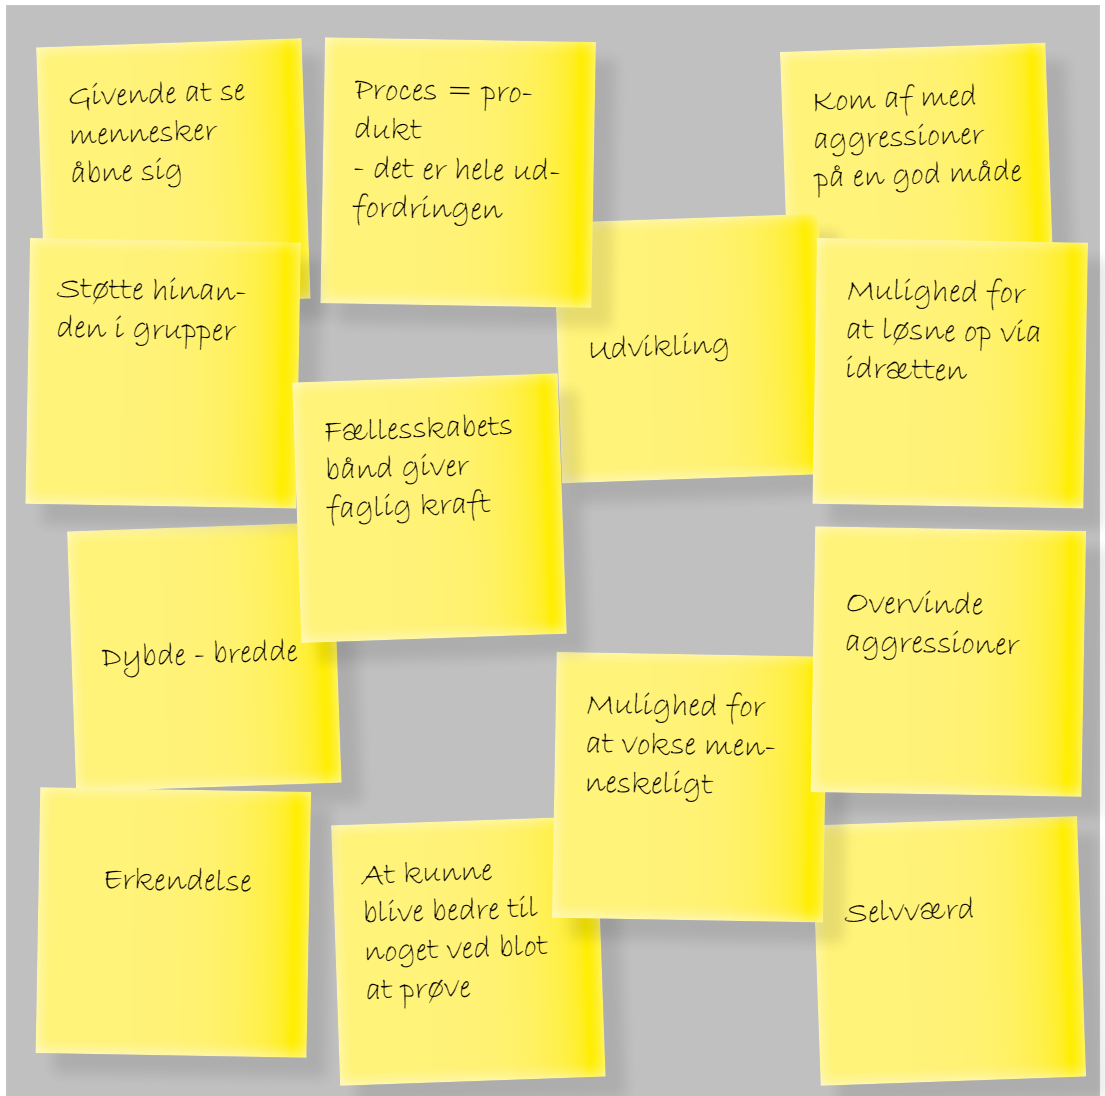 Givende at se
mennesker
åbne sig
Proces = pro-
dukt
- det er hele ud-
fordringen
Kom af med
aggressioner
på en god måde
Støtte hinan-
den i grupper
Udvikling
Mulighed for
at løsne op via
idrætten
Fællesskabets
bånd giver
faglig kraft
Dybde - bredde
Overvinde
aggressioner
Mulighed for
at vokse men-
neskeligt
Erkendelse
At kunne
blive bedre til
noget ved blot
at prøve
Selvværd